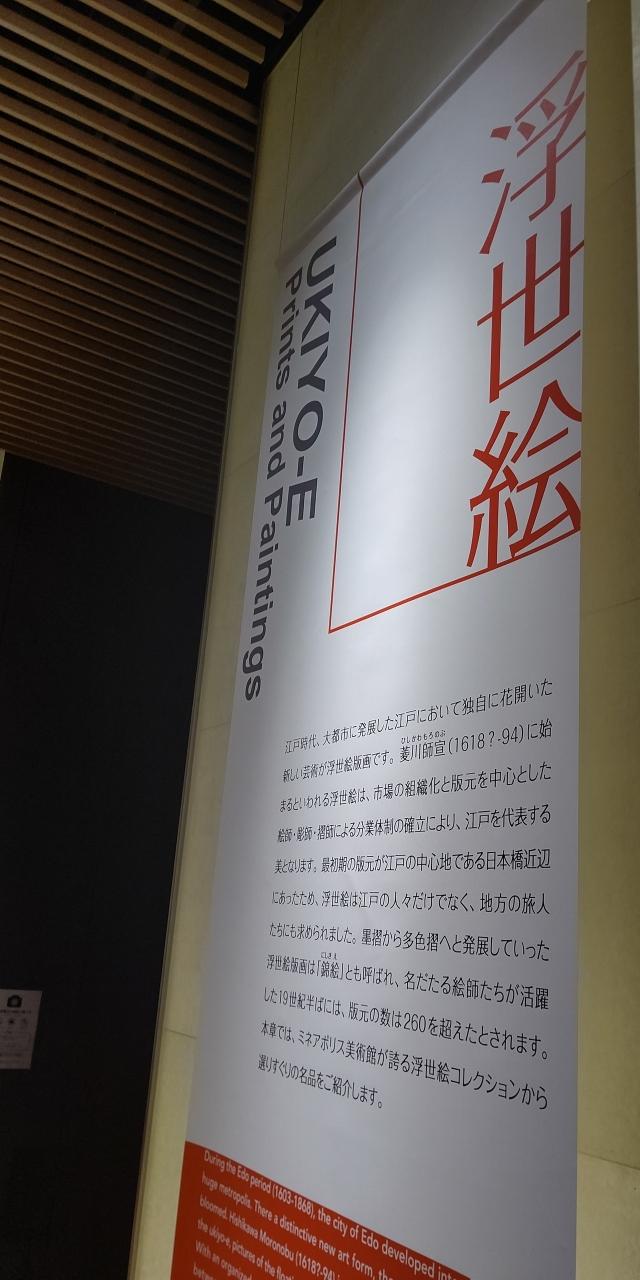 浮世絵
UKIYO-E
Prints and Paintings
江戸時代、大都市に発展した江戸において独自に花開いた
新しい芸術が浮世絵版画です。菱川師宣(1618?-94)に始
ひしかわもろのぶ
まるといわれる浮世絵は、市場の組織化と版元を中心とした
絵師・彫師・摺師による分業体制の確立により、江戸を代表する
美となります。最初期の版元が江戸の中心地である日本橋近辺
にあったため、浮世絵は江戸の人々だけでなく、地方の旅人
たちにも求められました。墨摺から多色摺へと発展していった
にしきえ
浮世絵版画は「錦絵」とも呼ばれ、名だたる絵師たちが活躍
した19世紀半ばには、版元の数は260を超えたとされます。
本章では、ミネアポリス美術館が誇る浮世絵コレクションから
選りすぐりの名品をご紹介します。
During the Edo period (1603-1868), the city of Edo developed into
huge metropolis. There a distinctive new art form, the
bloomed. Hishikawa Moronobu (1618?-94)
the ukiyo-e, pictures of the
With an organized